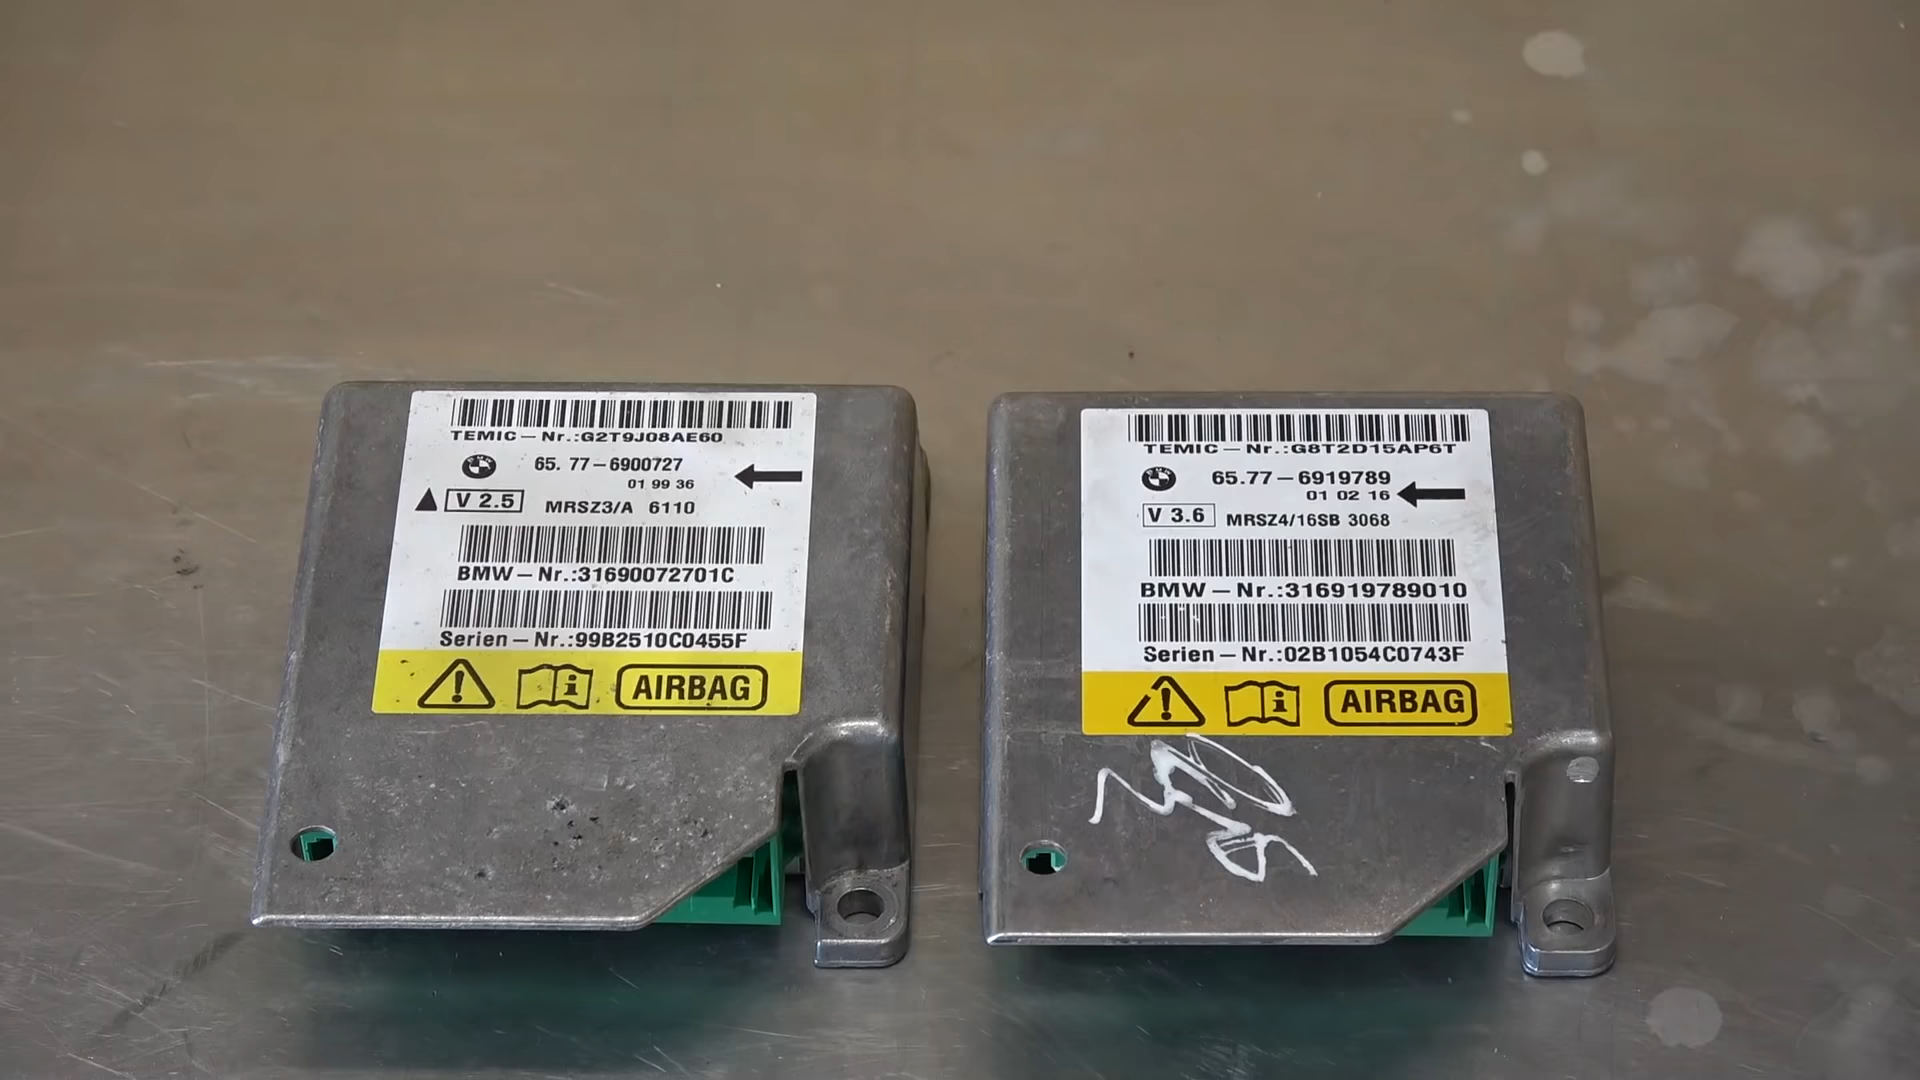 TEMIC-Nr.:G2T9J08AE60
BMW
65. 77-6900727
01 99 36
V 2.5
MRSZ3/A 6110
BMW-Nr.:31690072701C
Serien-Nr.:99B2510C0455F
AIRBAG
TEMIC-Nr.:G8T2D15AP6T
BMW
65.77-6919789
01 02 16
V 3.6
MRSZ4/16SB 3068
BMW-Nr.:316919789010
Serien-Nr.:02B1054C0743F
AIRBAG